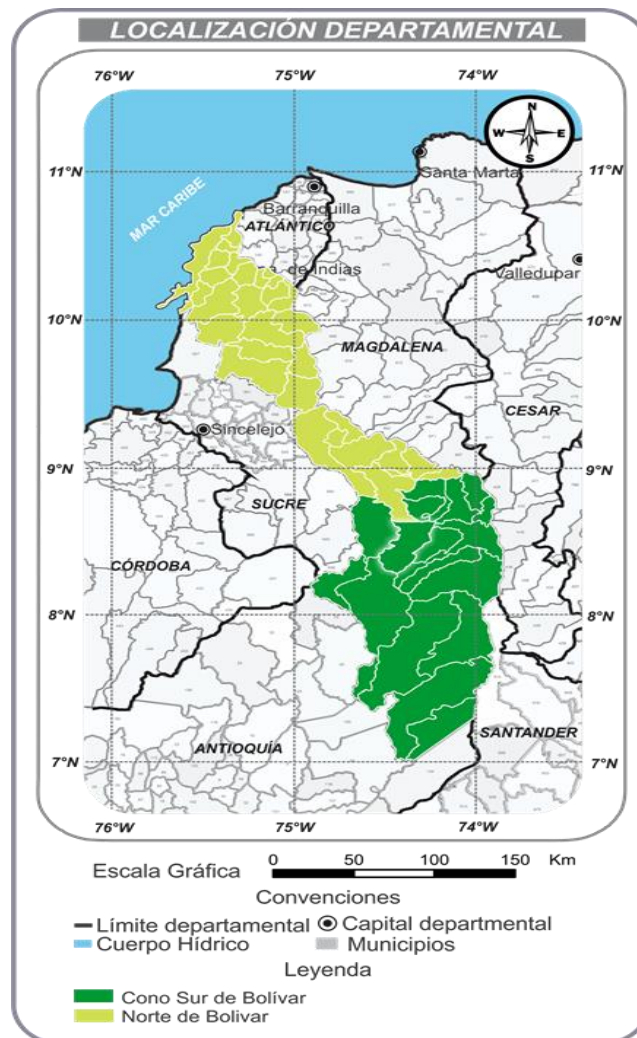 LOCALIZACIÓN DEPARTAMENTAL
76°W 75°W 74°W
N
W E
S
11°N 11°N
Santa Marta
Barranquilla
MAR CARIBE
ATLÁNTICO
de Indias
Valledupar
10°N 10°N
MAGDALENA
CESAR
Sincelejo
9°N 9°N
SUCRE
CÓRDOBA
8°N 8°N
SANTANDER
ANTIOQUÍA
7°N 7°N
76°W 75°W 74°W
Escala Gráfica 0 50 100 150 Km
Convenciones
Límite departamental Capital departmental
Cuerpo Hídrico Municipios
Leyenda
Cono Sur de Bolívar
Norte de Bolivar